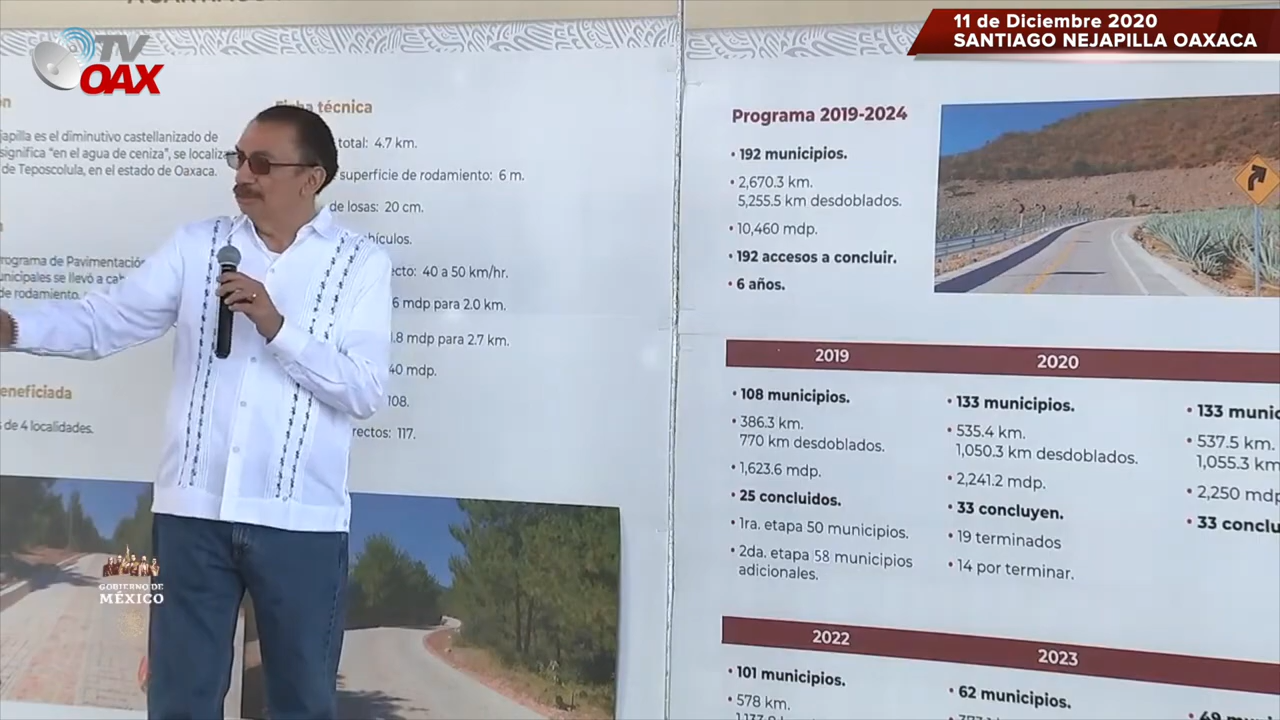 A SANTIAGO
TV
OAX
11 de Diciembre 2020
SANTIAGO NEJAPILLA OAXACA
Ficha técnica
japilla es el diminutivo castellanizado de
significa "en el agua de ceniza", se localiza
de Teposcolula, en el estado de Oaxaca.
total: 4.7 km.
superficie de rodamiento: 6 m.
de losas: 20 cm.
hículos.
rograma de Pavimentación
unicipales se llevó a cab
de rodamiento.
ecto: 40 a 50 km/hr.
6 mdp para 2.0 km.
.8 mdp para 2.7 km.
40 mdp.
108.
rectos: 117.
eneficiada
s de 4 localidades.
GOBIERNO DE
MÉXICO
Programa 2019-2024
• 192 municipios.
• 2,670.3 km.
5,255.5 km desdoblados.
• 10,460 mdp.
• 192 accesos a concluir.
• 6 años.
2019
• 108 municipios.
• 386.3 km.
770 km desdoblados.
• 1,623.6 mdp.
• 25 concluidos.
• 1ra. etapa 50 municipios.
• 2da. etapa 58 municipios
adicionales.
2020
• 133 municipios.
• 535.4 km.
1,050.3 km desdoblados.
• 2,241.2 mdp.
• 33 concluyen.
• 19 terminados
• 14 por terminar.
• 133 munic
• 537.5 km.
1,055.3 km
• 2,250 mdp
• 33 conclu
2022
• 101 municipios.
• 578 km.
2023
• 62 municipios.